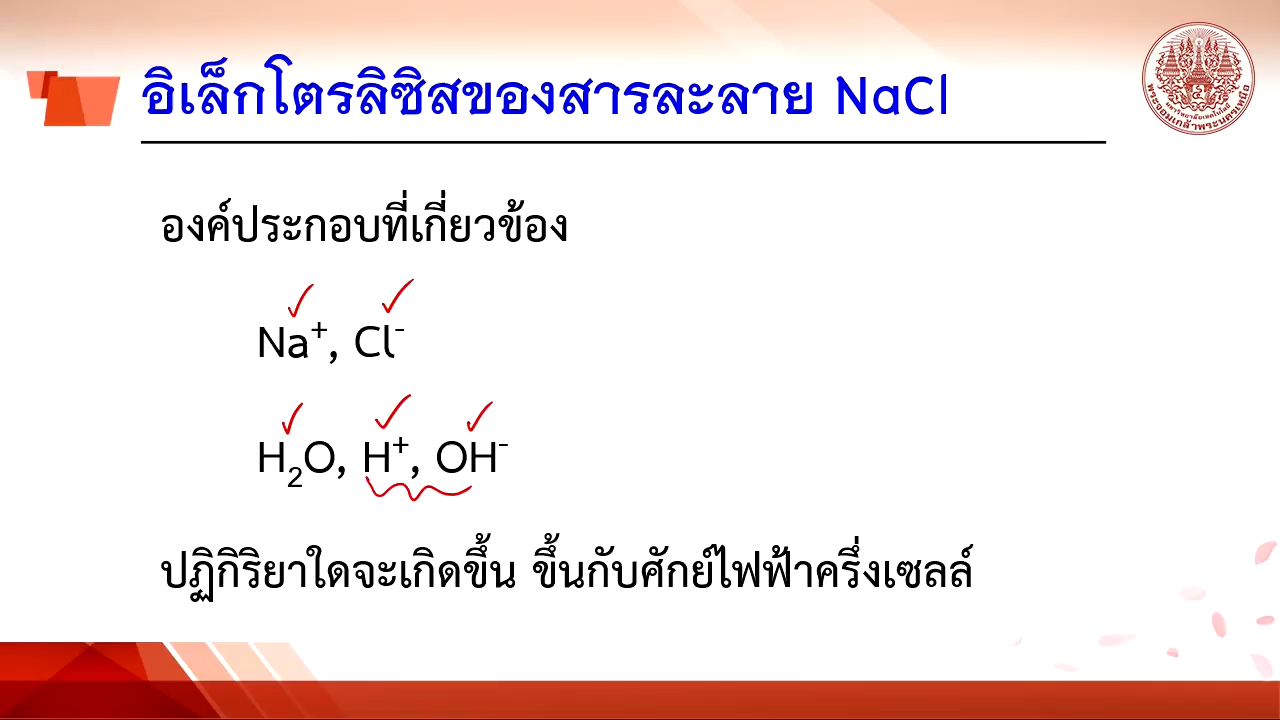 อิเล็กโตรลิซิสของสารละลาย NaCl
องค์ประกอบที่เกี่ยวข้อง
Na⁺, Cl⁻
H₂O, H⁺, OH⁻
ปฏิกิริยาใดจะเกิดขึ้น ขึ้นกับศักย์ไฟฟ้าครึ่งเซลล์